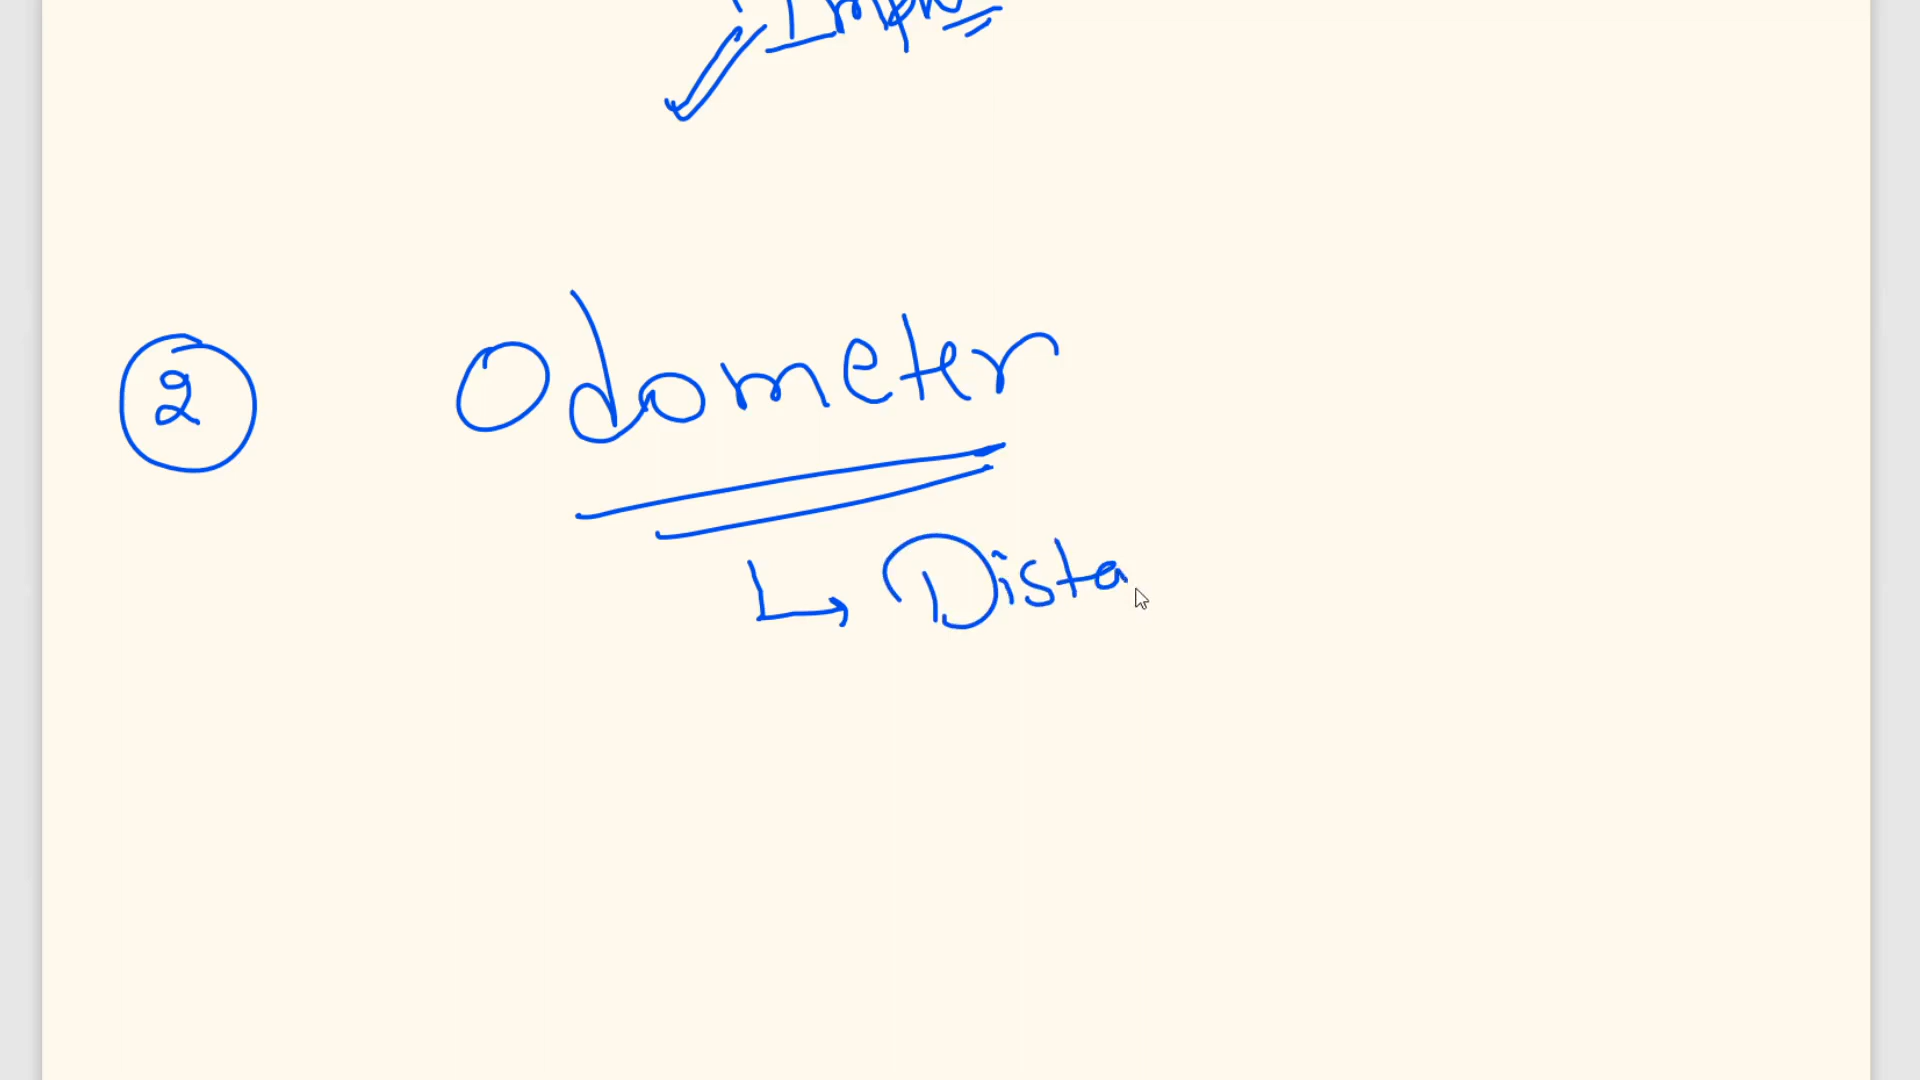 ② Odometer
↳ Dista